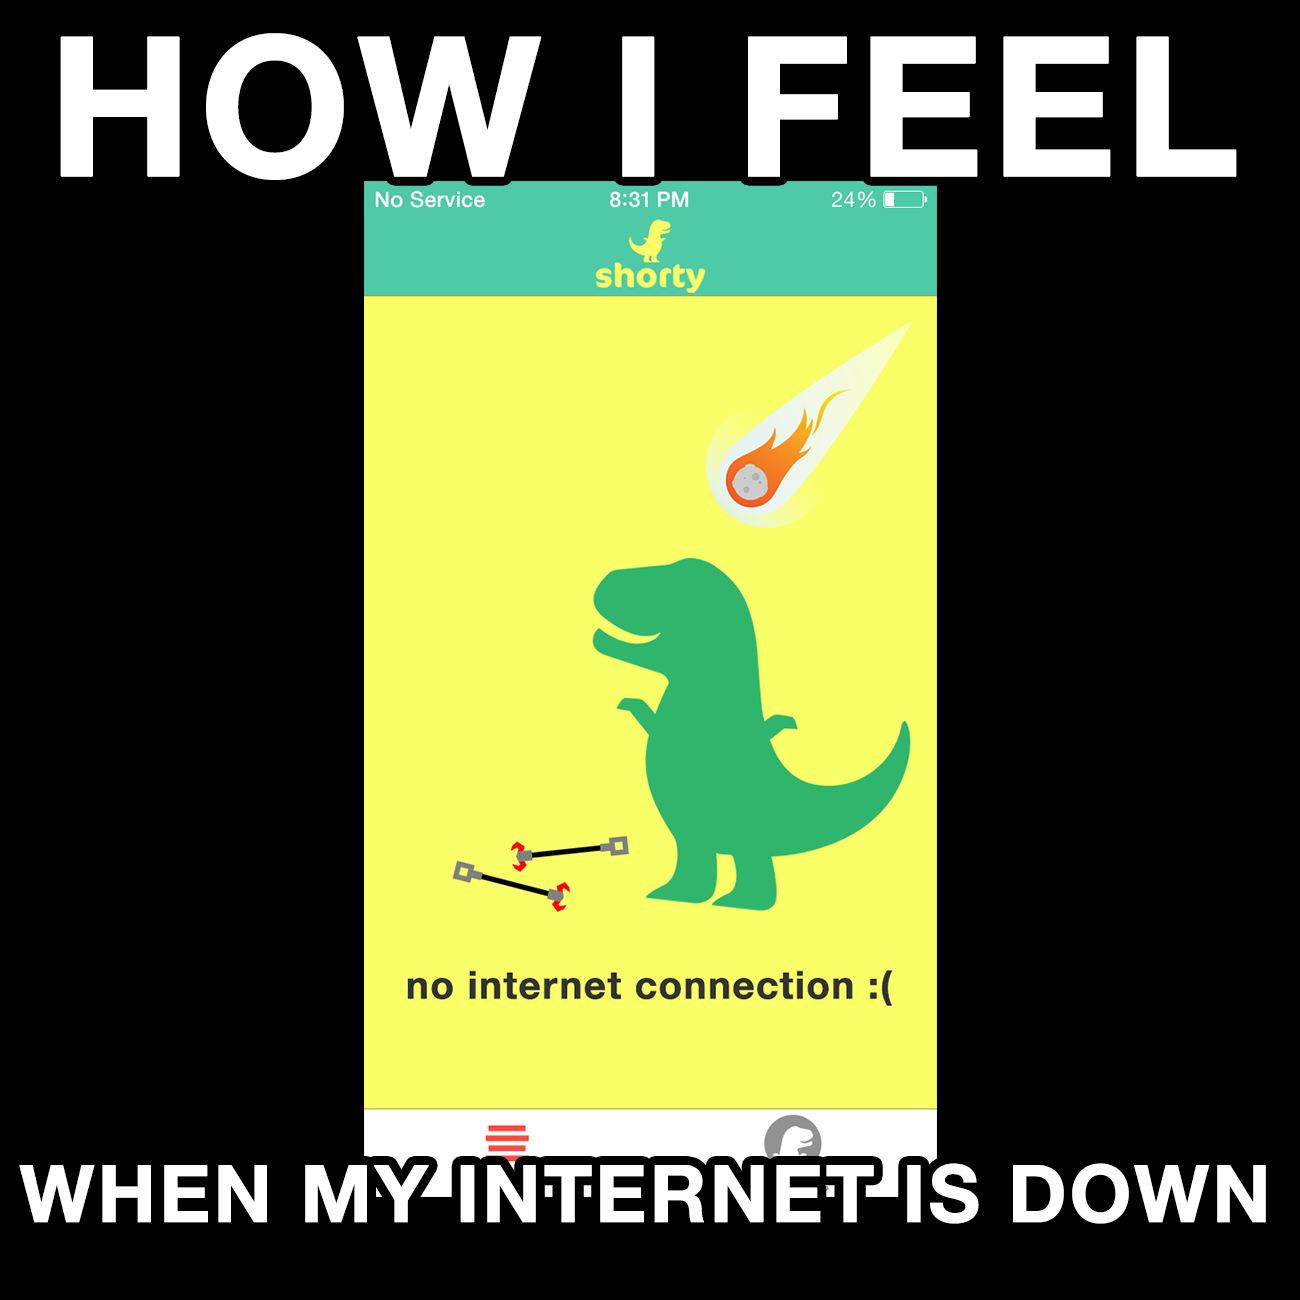 HOW I FEEL
No Service 8:31 PM 24%
shorty
no internet connection :(
WHEN MY INTERNET IS DOWN